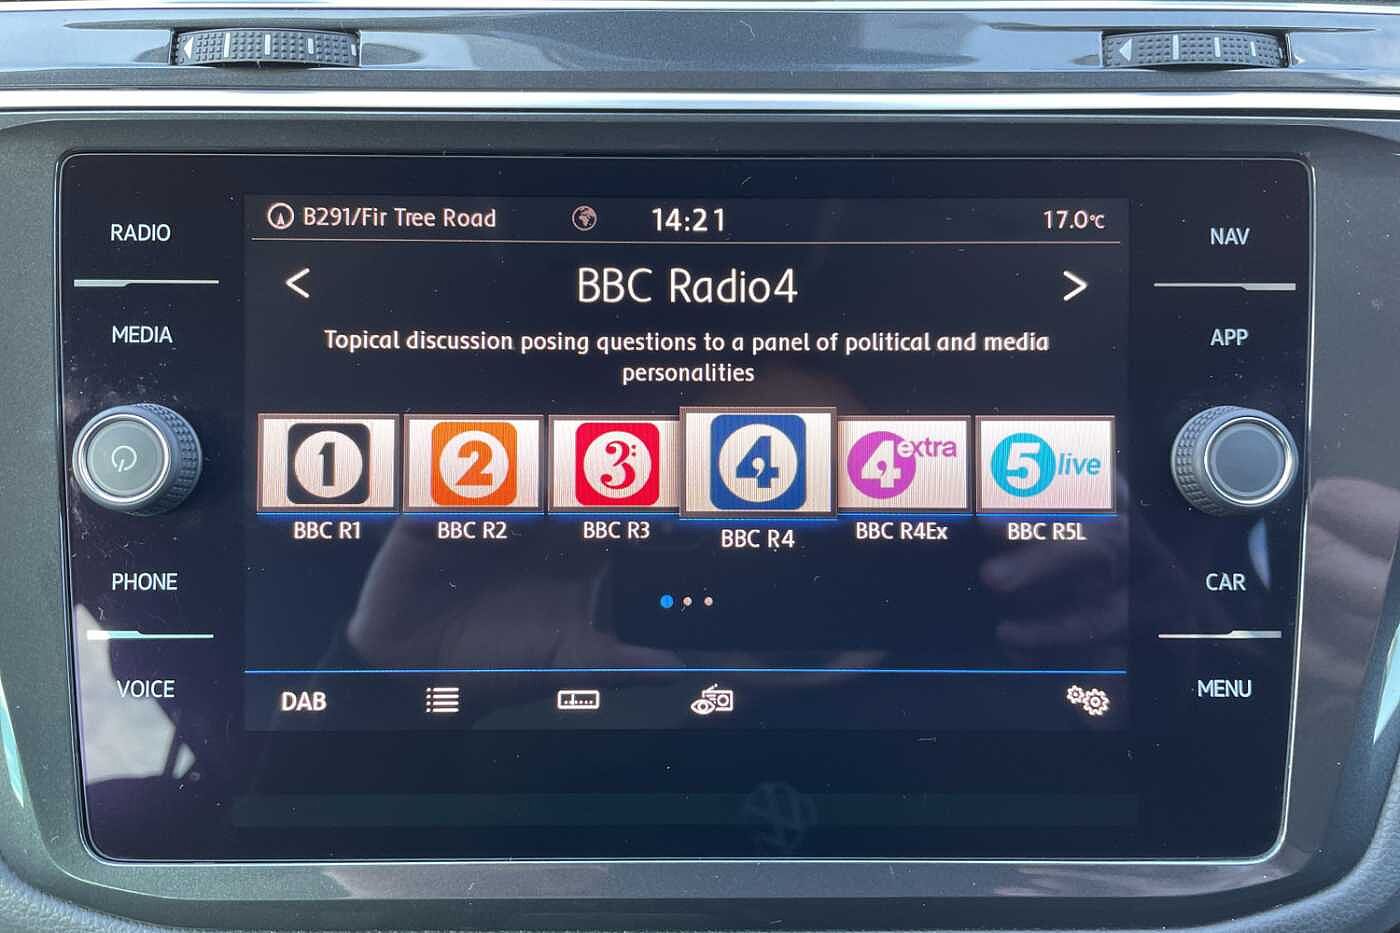 B291/Fir Tree Road 14:21 17.0°C
RADIO
NAV
< BBC Radio4 >
MEDIA
APP
Topical discussion posing questions to a panel of political and media
personalities
1 2 3: 4 4 extra 5 live
BBC R1 BBC R2 BBC R3 BBC R4 BBC R4Ex BBC R5L
PHONE
CAR
VOICE
MENU
DAB